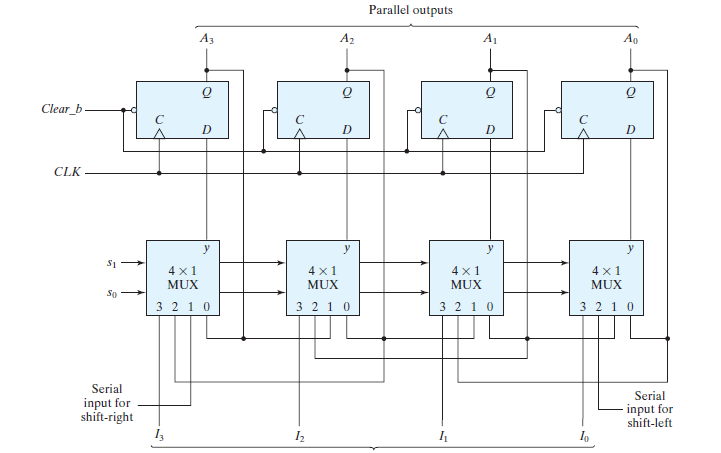 Parallel outputs
A3 A2 A1 A0
Q Q Q Q
Clear_b
C C C C
D D D D
CLK
y y y y
s1
4 × 1 4 × 1 4 × 1 4 × 1
MUX MUX MUX MUX
s0
3 2 1 0 3 2 1 0 3 2 1 0 3 2 1 0
Serial
input for
shift-right
Serial
input for
shift-left
I3 I2 I1 I0